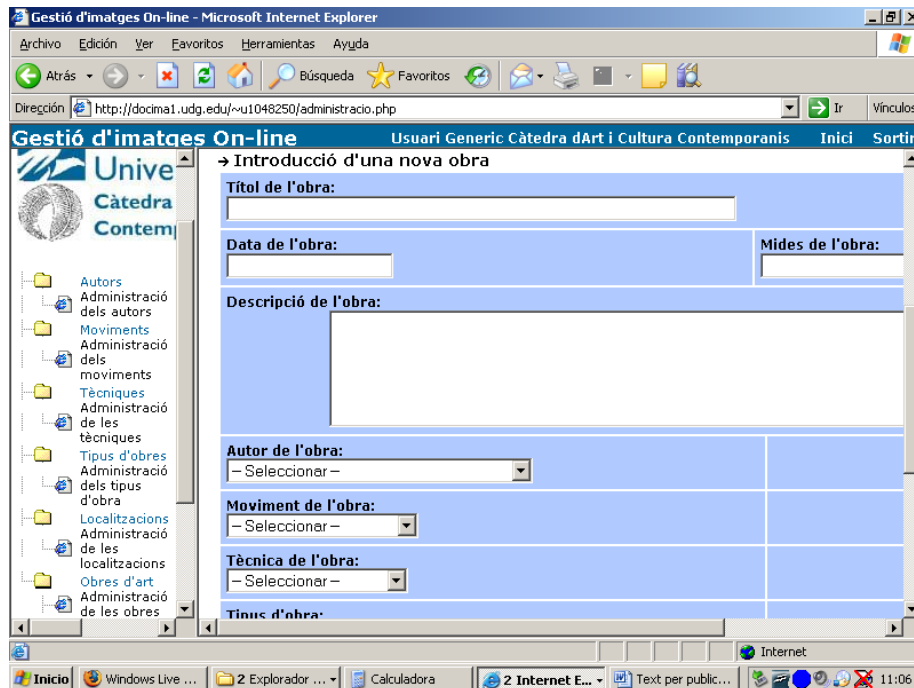 Gestió d'imatges On-line - Microsoft Internet Explorer
Archivo Edición Ver Favoritos Herramientas Ayuda
Atrás Búsqueda Favoritos
Dirección http://docima1.udg.edu/~u1048250/administracio.php Ir Vínculos
Gestió d'imatges On-line Usuari Generic Càtedra dArt i Cultura Contemporanis Inici Sortir
Unive
Càtedra
Contem
Autors
Administració
dels autors
Moviments
Administració
dels
moviments
Tècniques
Administració
de les
tècniques
Tipus d'obres
Administració
dels tipus
d'obra
Localitzacions
Administració
de les
localitzacions
Obres d'art
Administració
de les obres
→ Introducció d'una nova obra
Títol de l'obra:
Data de l'obra: Mides de l'obra:
Descripció de l'obra:
Autor de l'obra:
-- Seleccionar --
Moviment de l'obra:
-- Seleccionar --
Tècnica de l'obra:
-- Seleccionar --
Tipus d'obra:
Internet
Inicio Windows Live ... 2 Explorador ... Calculadora 2 Internet E... Text per public... 11:06